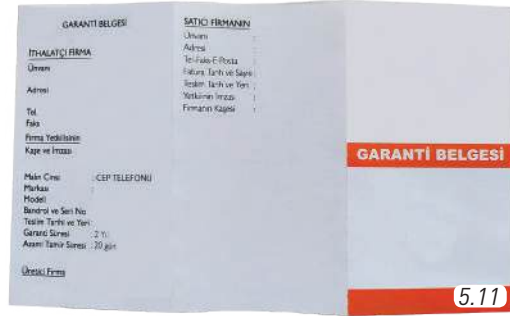 GARANTİ BELGESİ
İTHALATÇI FİRMA
Ünvanı
Adresi
Tel.
Faks
Firma Yetkilisinin
Kaşe ve İmzası
Malın Cinsi : CEP TELEFONU
Markası :
Modeli
Bandrol ve Seri No
Teslim Tarihi ve Yeri:
Garanti Süresi : 2 Yıl
Azami Tamir Süresi : 20 gün
Üretici Firma
SATICI FİRMANIN
Ünvanı :
Adresi :
Tel-Faks-E-Posta :
Fatura Tarih ve Sayısı :
Teslim Tarih ve Yeri :
Yetkilinin İmzası :
Firmanın Kaşesi :
GARANTİ BELGESİ
5.11